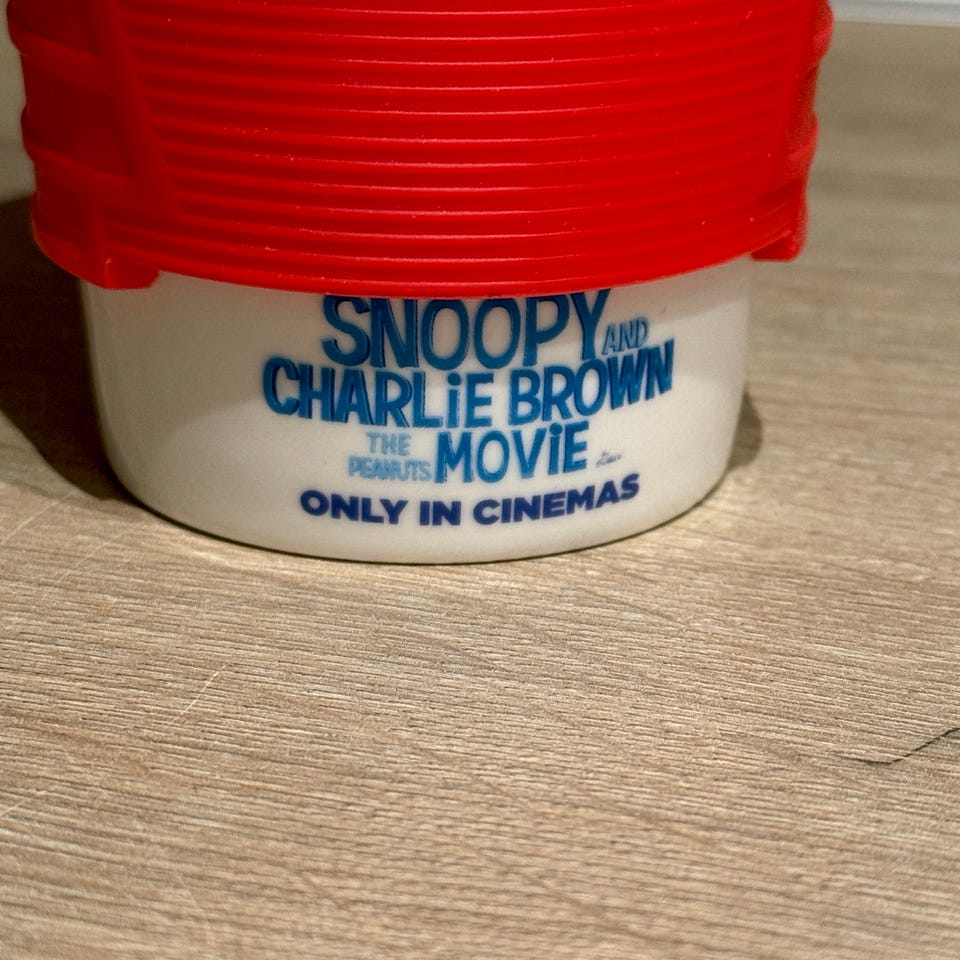 SNOOPY AND
CHARLiE BROWN
THE PEANUTS MOViE
ONLY IN CINEMAS